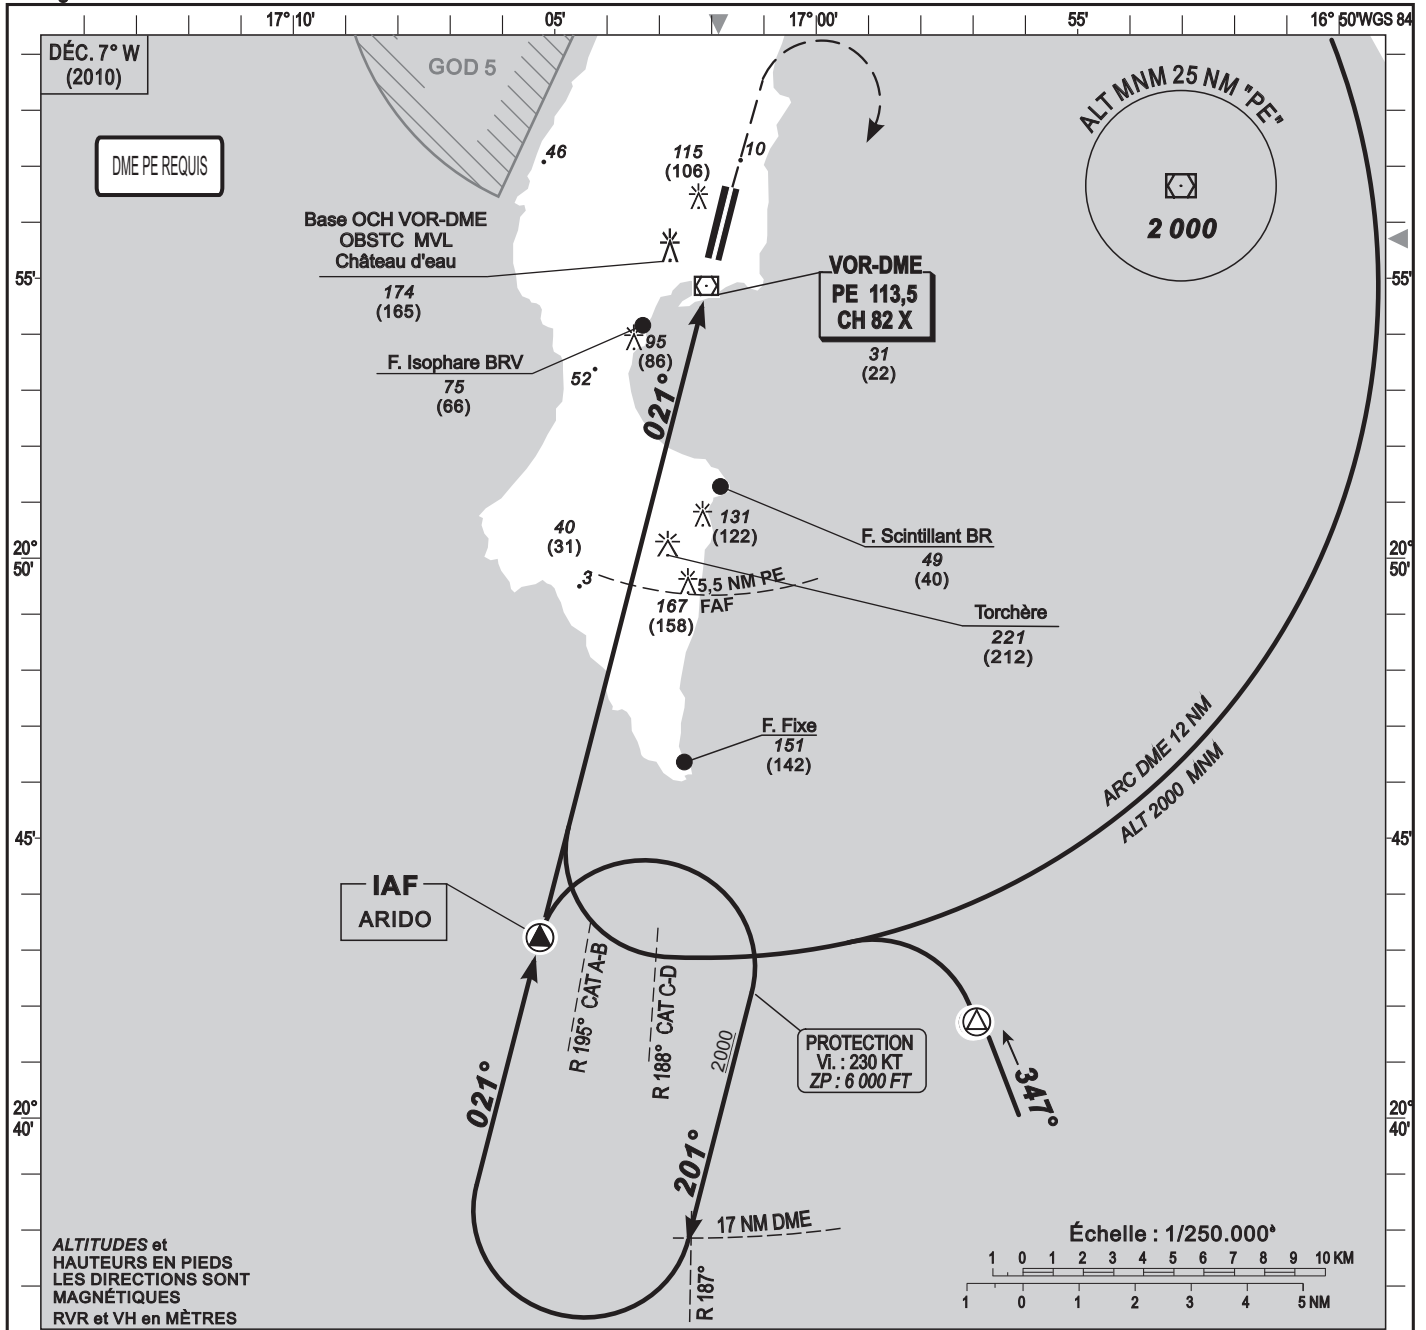 17° 10'
05'
17° 00'
55'
16° 50'WGS 84
DÉC. 7° W
(2010)
GOD 5
ALT MNM 25 NM "PE"
2 000
DME PE REQUIS
46
115
(106)
10
Base OCH VOR-DME
OBSTC MVL
Château d'eau
174
(165)
VOR-DME
PE 113,5
CH 82 X
31
(22)
55'
55'
F. Isophare BRV
75
(66)
95
(86)
52
021°
40
(31)
131
(122)
F. Scintillant BR
49
(40)
20°
50'
20°
50'
3
5,5 NM PE
FAF
167
(158)
Torchère
221
(212)
F. Fixe
151
(142)
ARC DME 12 NM
ALT 2000 MNM
45'
45'
IAF
ARIDO
R 195° CAT A-B
R 188° CAT C-D
2000
PROTECTION
Vi. : 230 KT
ZP : 6 000 FT
347°
021°
201°
20°
40'
20°
40'
17 NM DME
R 187°
ALTITUDES et
HAUTEURS EN PIEDS
LES DIRECTIONS SONT
MAGNÉTIQUES
RVR et VH en MÈTRES
Échelle : 1/250.000°
1 0 1 2 3 4 5 6 7 8 9 10 KM
1 0 1 2 3 4 5 NM